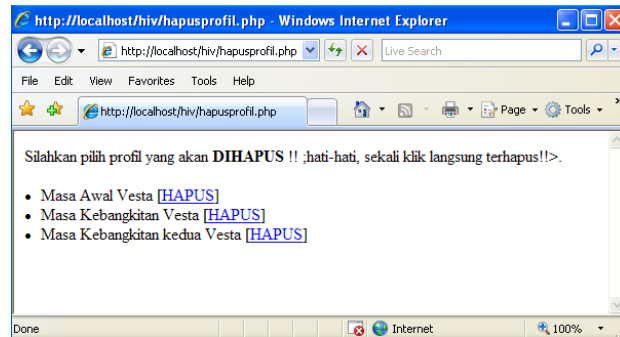 http://localhost/hiv/hapusprofil.php - Windows Internet Explorer
http://localhost/hiv/hapusprofil.php
Live Search
File Edit View Favorites Tools Help
http://localhost/hiv/hapusprofil.php
Page Tools »
Silahkan pilih profil yang akan DIHAPUS !! ;hati-hati, sekali klik langsung terhapus!!>.
• Masa Awal Vesta [HAPUS]
• Masa Kebangkitan Vesta [HAPUS]
• Masa Kebangkitan kedua Vesta [HAPUS]
Done Internet 100%